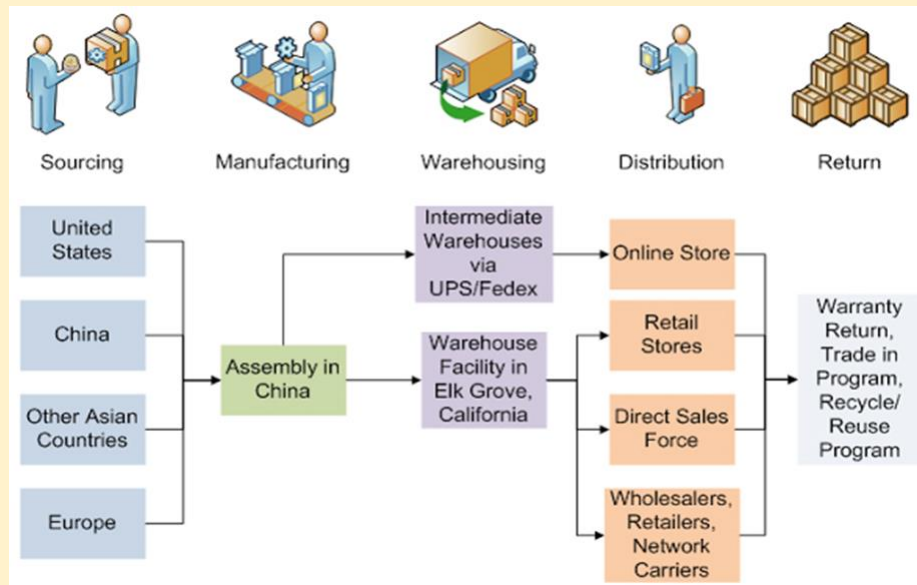 Sourcing
Manufacturing
Warehousing
Distribution
Return
United
States
China
Other Asian
Countries
Europe
Assembly in
China
Intermediate
Warehouses
via
UPS/Fedex
Warehouse
Facility in
Elk Grove,
California
Online Store
Retail
Stores
Direct Sales
Force
Wholesalers,
Retailers,
Network
Carriers
Warranty
Return,
Trade in
Program,
Recycle/
Reuse
Program